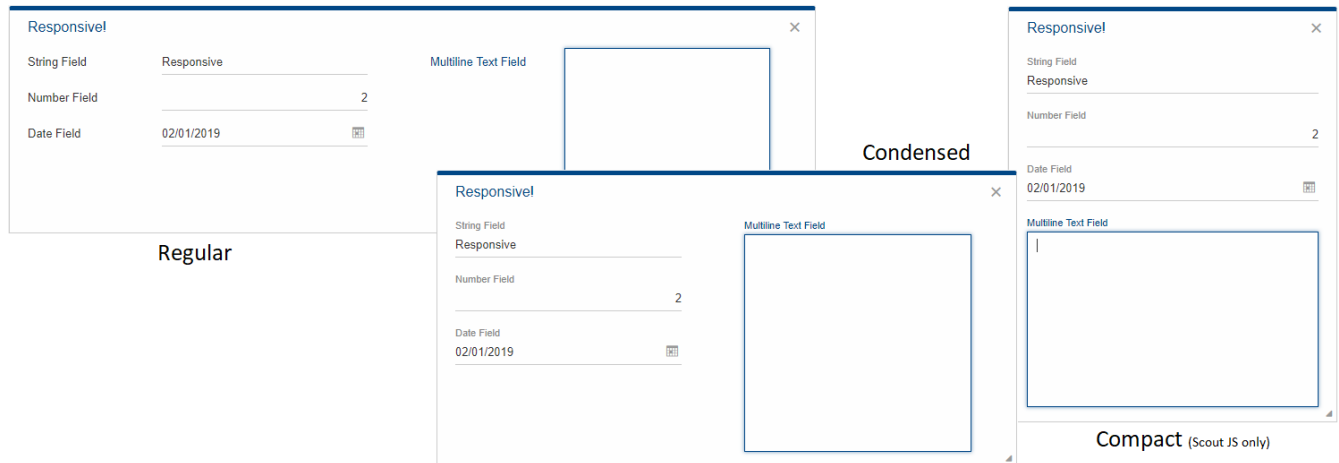 Responsive!
String Field
Responsive
Multiline Text Field
Number Field
2
Date Field
02/01/2019
Regular
Condensed
Responsive!
String Field
Responsive
Multiline Text Field
Number Field
2
Date Field
02/01/2019
Responsive!
String Field
Responsive
Number Field
2
Date Field
02/01/2019
Multiline Text Field
Compact (Scout JS only)